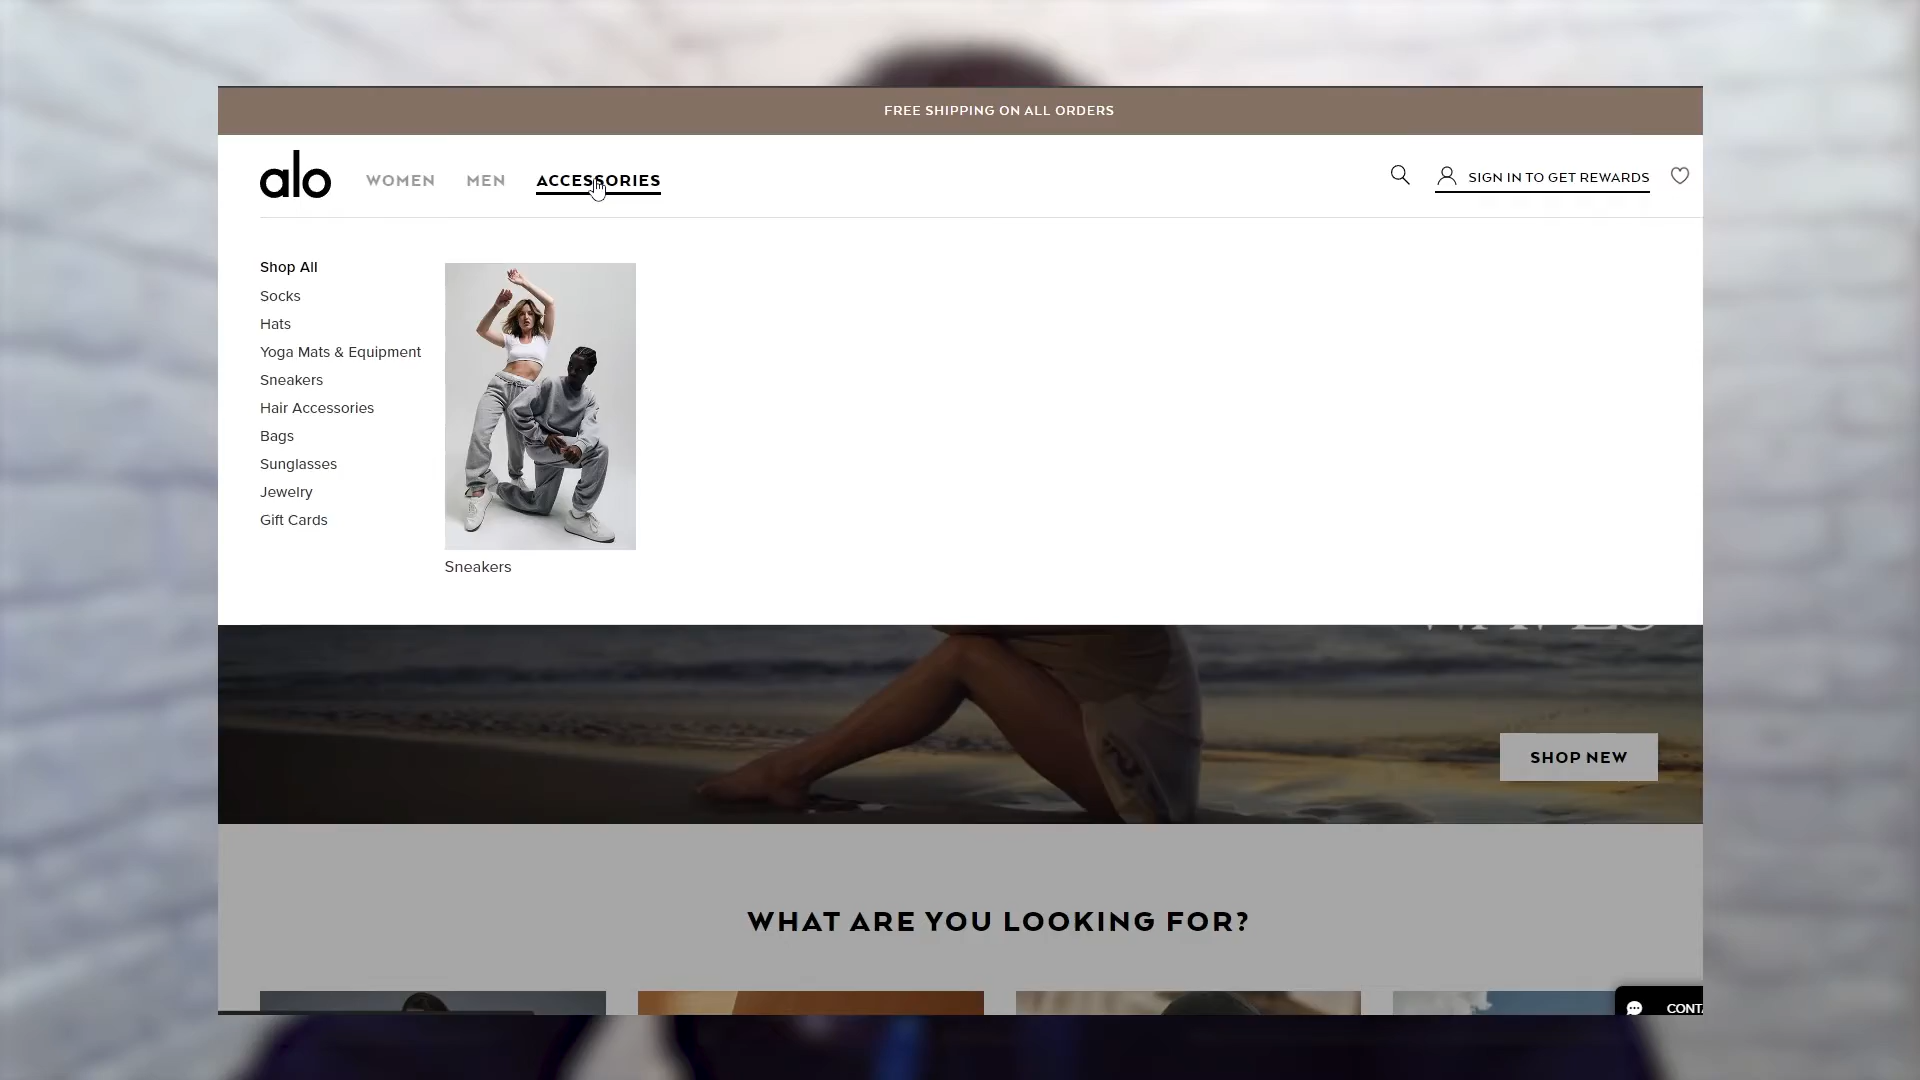 FREE SHIPPING ON ALL ORDERS
alo WOMEN MEN ACCESSORIES SIGN IN TO GET REWARDS
Shop All
Socks
Hats
Yoga Mats & Equipment
Sneakers
Hair Accessories
Bags
Sunglasses
Jewelry
Gift Cards
Sneakers
SHOP NEW
WHAT ARE YOU LOOKING FOR?